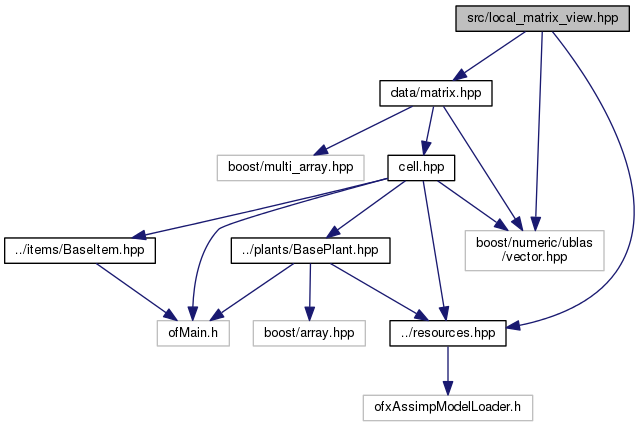 src/local_matrix_view.hpp
data/matrix.hpp
boost/multi_array.hpp
cell.hpp
../items/BaseItem.hpp
../plants/BasePlant.hpp
boost/numeric/ublas
/vector.hpp
ofMain.h
boost/array.hpp
../resources.hpp
ofxAssimpModelLoader.h